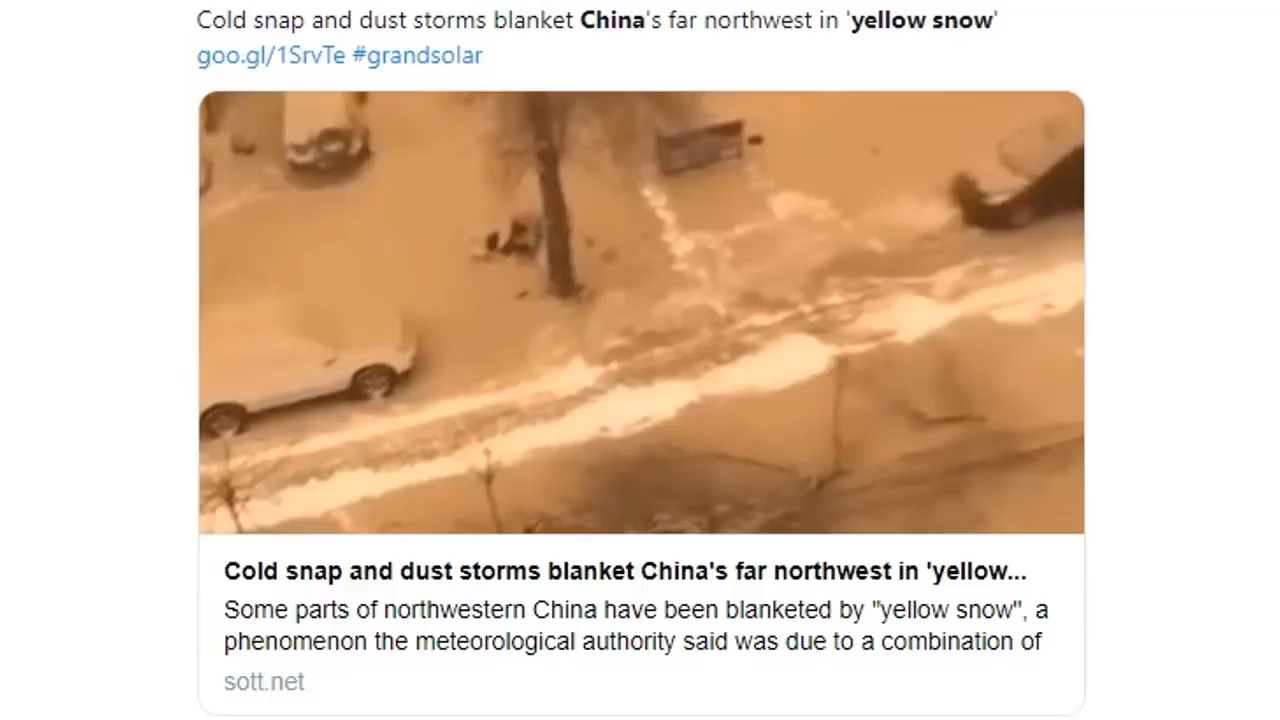 Cold snap and dust storms blanket China's far northwest in 'yellow snow'
goo.gl/1SrvTe #grandsolar
Cold snap and dust storms blanket China's far northwest in 'yellow...
Some parts of northwestern China have been blanketed by "yellow snow", a
phenomenon the meteorological authority said was due to a combination of
sott.net